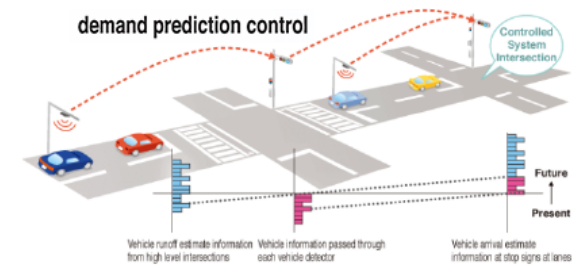 demand prediction control
Controlled
System
Intersection
Future
Present
Vehicle runoff estimate information
from high level intersections
Vehicle information passed through
each vehicle detector
Vehicle arrival estimate
information at stop signs at lanes